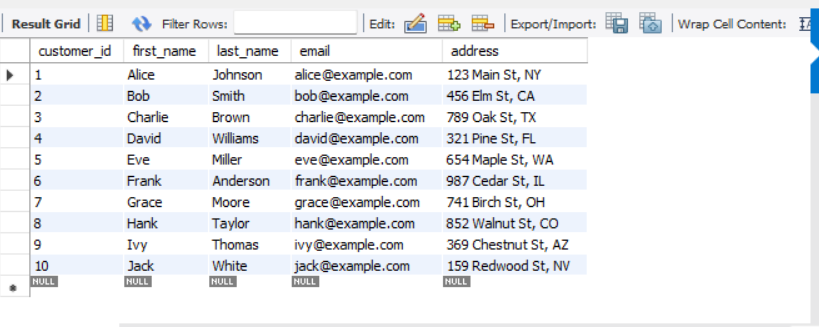 Result Grid Filter Rows: Edit: Export/Import: Wrap Cell Content:
customer_id first_name last_name email address
1 Alice Johnson alice@example.com 123 Main St, NY
2 Bob Smith bob@example.com 456 Elm St, CA
3 Charlie Brown charlie@example.com 789 Oak St, TX
4 David Williams david@example.com 321 Pine St, FL
5 Eve Miller eve@example.com 654 Maple St, WA
6 Frank Anderson frank@example.com 987 Cedar St, IL
7 Grace Moore grace@example.com 741 Birch St, OH
8 Hank Taylor hank@example.com 852 Walnut St, CO
9 Ivy Thomas ivy@example.com 369 Chestnut St, AZ
10 Jack White jack@example.com 159 Redwood St, NV
NULL NULL NULL NULL NULL